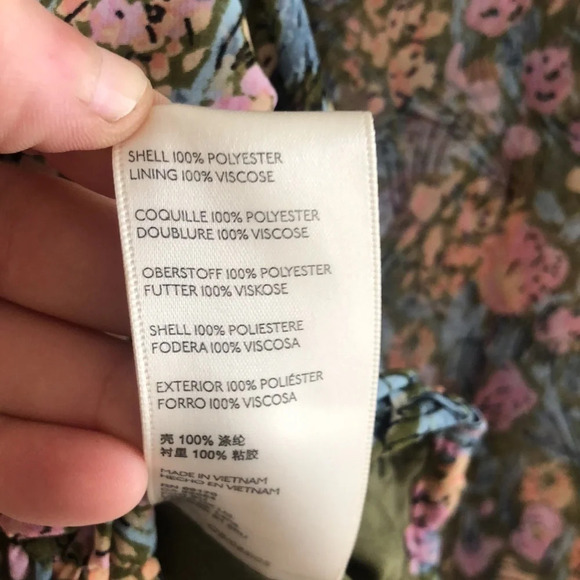 SHELL 100% POLYESTER
LINING 100% VISCOSE
COQUILLE 100% POLYESTER
DOUBLURE 100% VISCOSE
OBERSTOFF 100% POLYESTER
FUTTER 100% VISKOSE
SHELL 100% POLIESTERE
FODERA 100% VISCOSA
EXTERIOR 100% POLIÉSTER
FORRO 100% VISCOSA
壳 100% 涤纶
衬里 100% 粘胶
MADE IN VIETNAM
HECHO EN VIETNAM